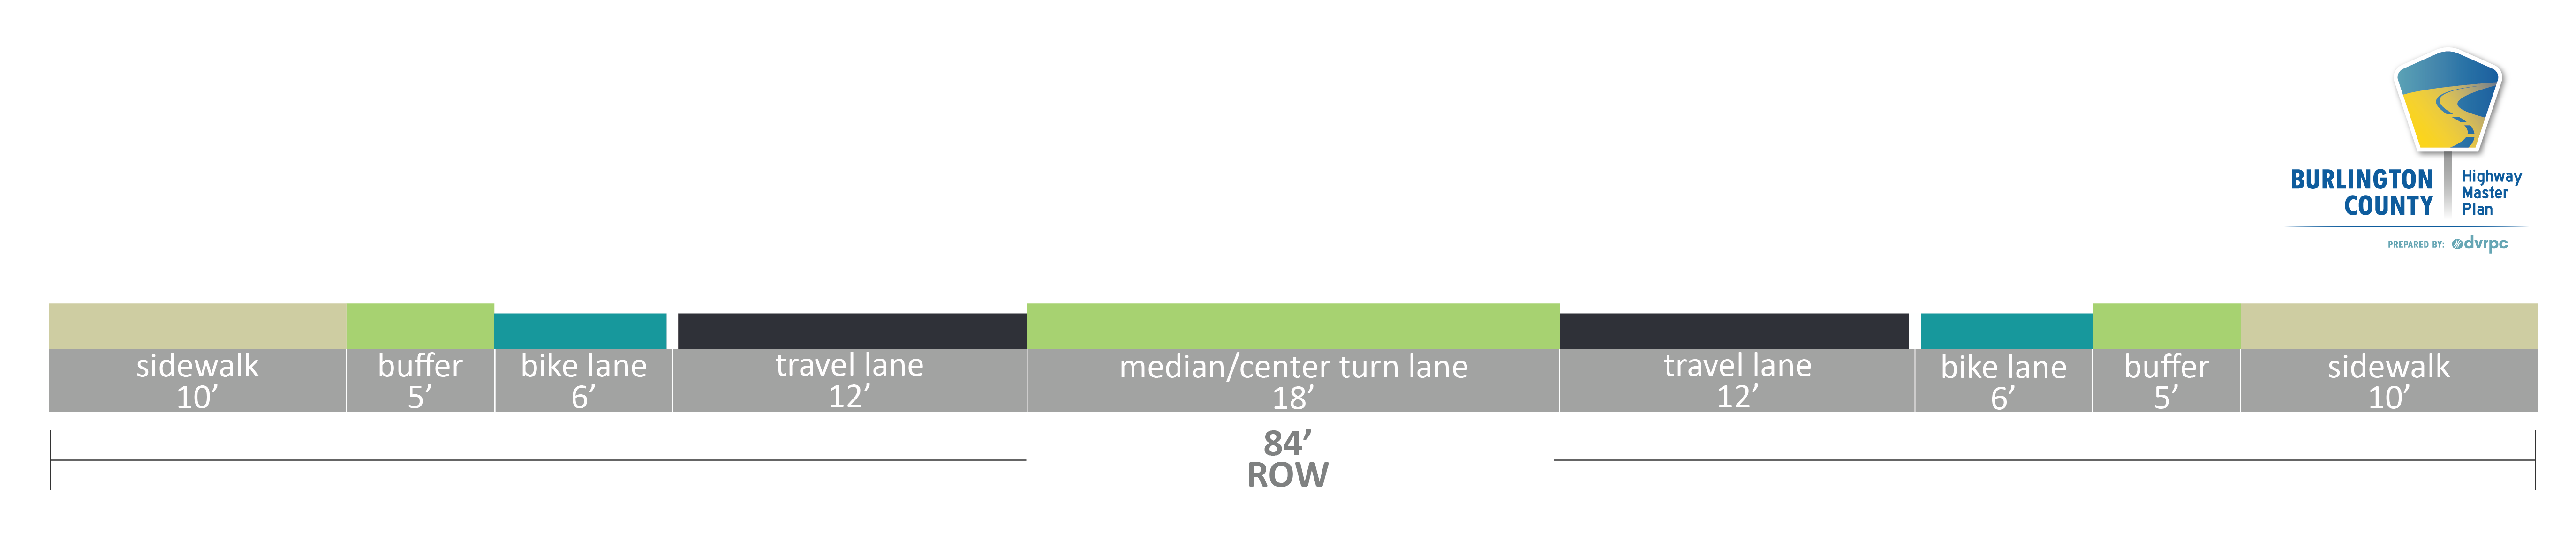 BURLINGTON
COUNTY
Highway
Master
Plan
PREPARED BY: dvrpc
sidewalk
10’
buffer
5’
bike lane
6’
travel lane
12’
median/center turn lane
18’
travel lane
12’
bike lane
6’
buffer
5’
sidewalk
10’
84’
ROW